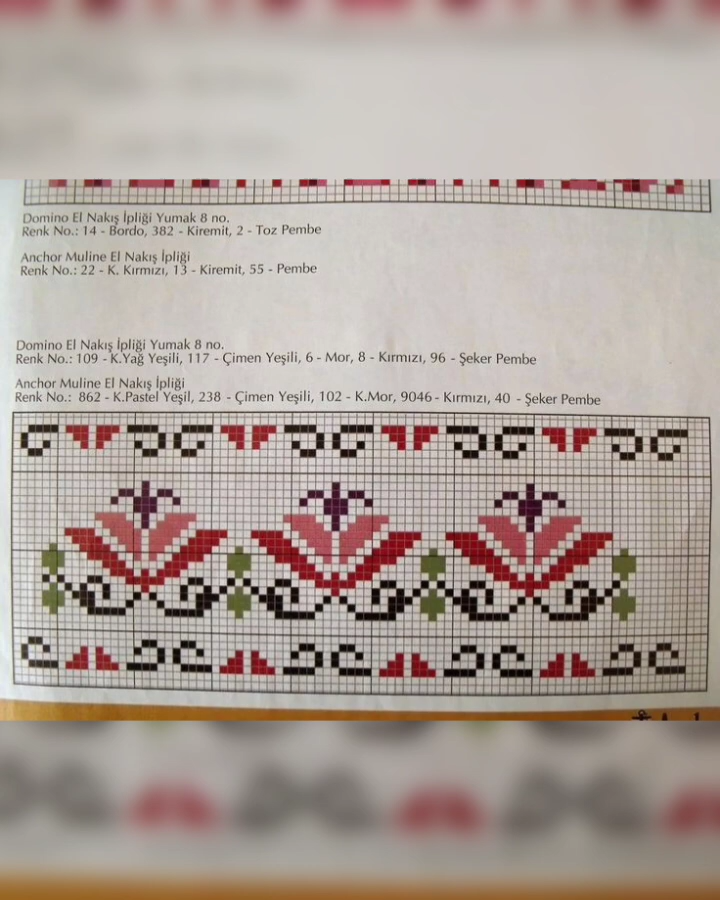 Domino El Nakış İpliği Yumak 8 no.
Renk No.: 14 - Bordo, 382 - Kiremit, 2 - Toz Pembe
Anchor Muline El Nakış İpliği
Renk No.: 22 - K. Kırmızı, 13 - Kiremit, 55 - Pembe
Domino El Nakış İpliği Yumak 8 no.
Renk No.: 109 - K.Yağ Yeşili, 117 - Çimen Yeşili, 6 - Mor, 8 - Kırmızı, 96 - Şeker Pembe
Anchor Muline El Nakış İpliği
Renk No.: 862 - K.Pastel Yeşil, 238 - Çimen Yeşili, 102 - K.Mor, 9046 - Kırmızı, 40 - Şeker Pembe